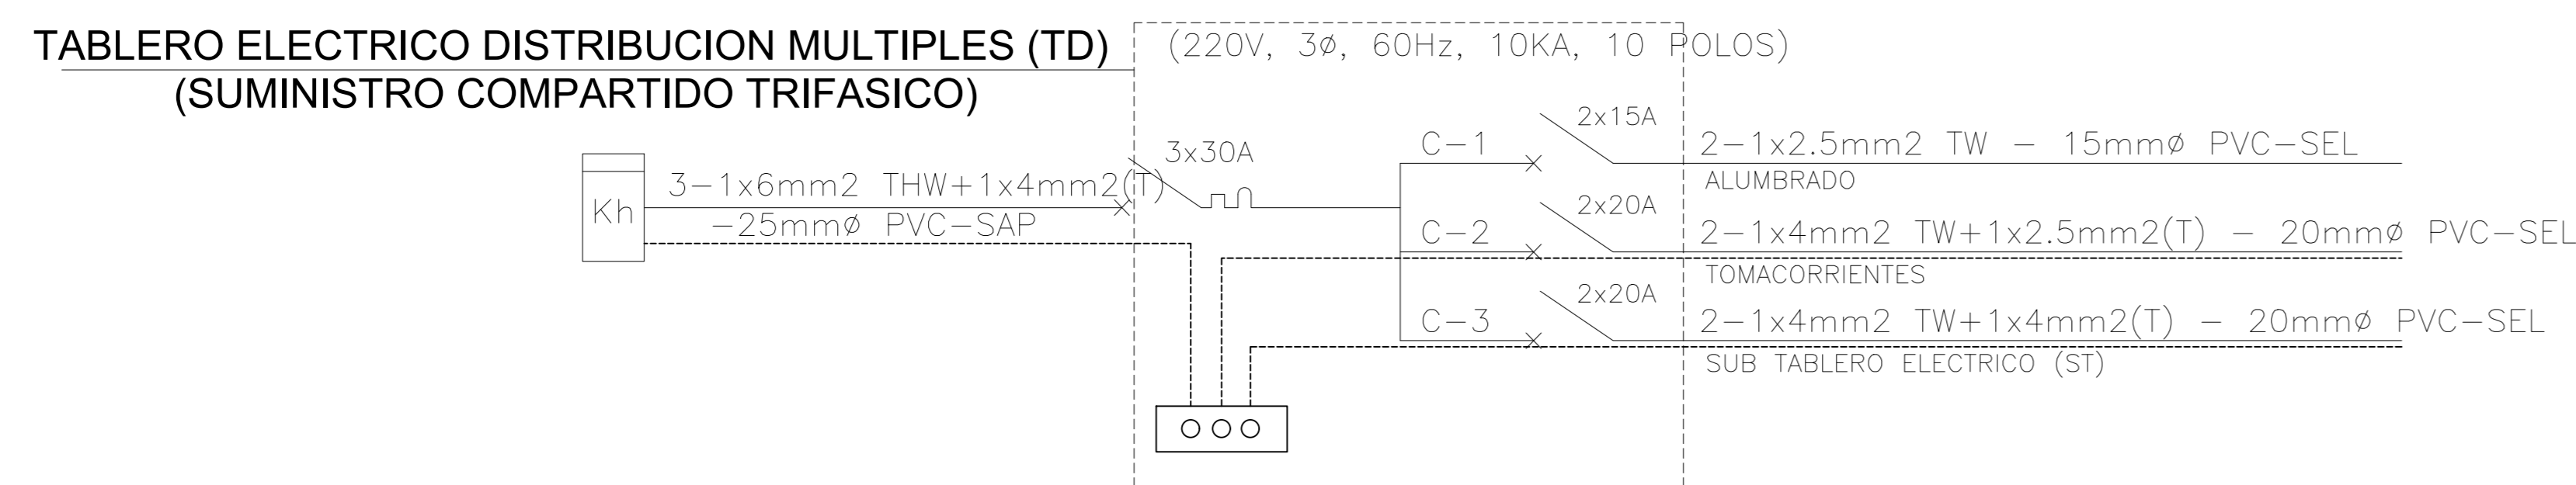 TABLERO ELECTRICO DISTRIBUCION MULTIPLES (TD)
(SUMINISTRO COMPARTIDO TRIFASICO)
(220V, 3ø, 60Hz, 10KA, 10 POLOS)
Kh
3-1x6mm2 THW+1x4mm2(T)
-25mmø PVC-SAP
3x30A
C-1
2x15A
2-1x2.5mm2 TW - 15mmø PVC-SEL
ALUMBRADO
C-2
2x20A
2-1x4mm2 TW+1x2.5mm2(T) - 20mmø PVC-SEL
TOMACORRIENTES
C-3
2x20A
2-1x4mm2 TW+1x4mm2(T) - 20mmø PVC-SEL
SUB TABLERO ELECTRICO (ST)